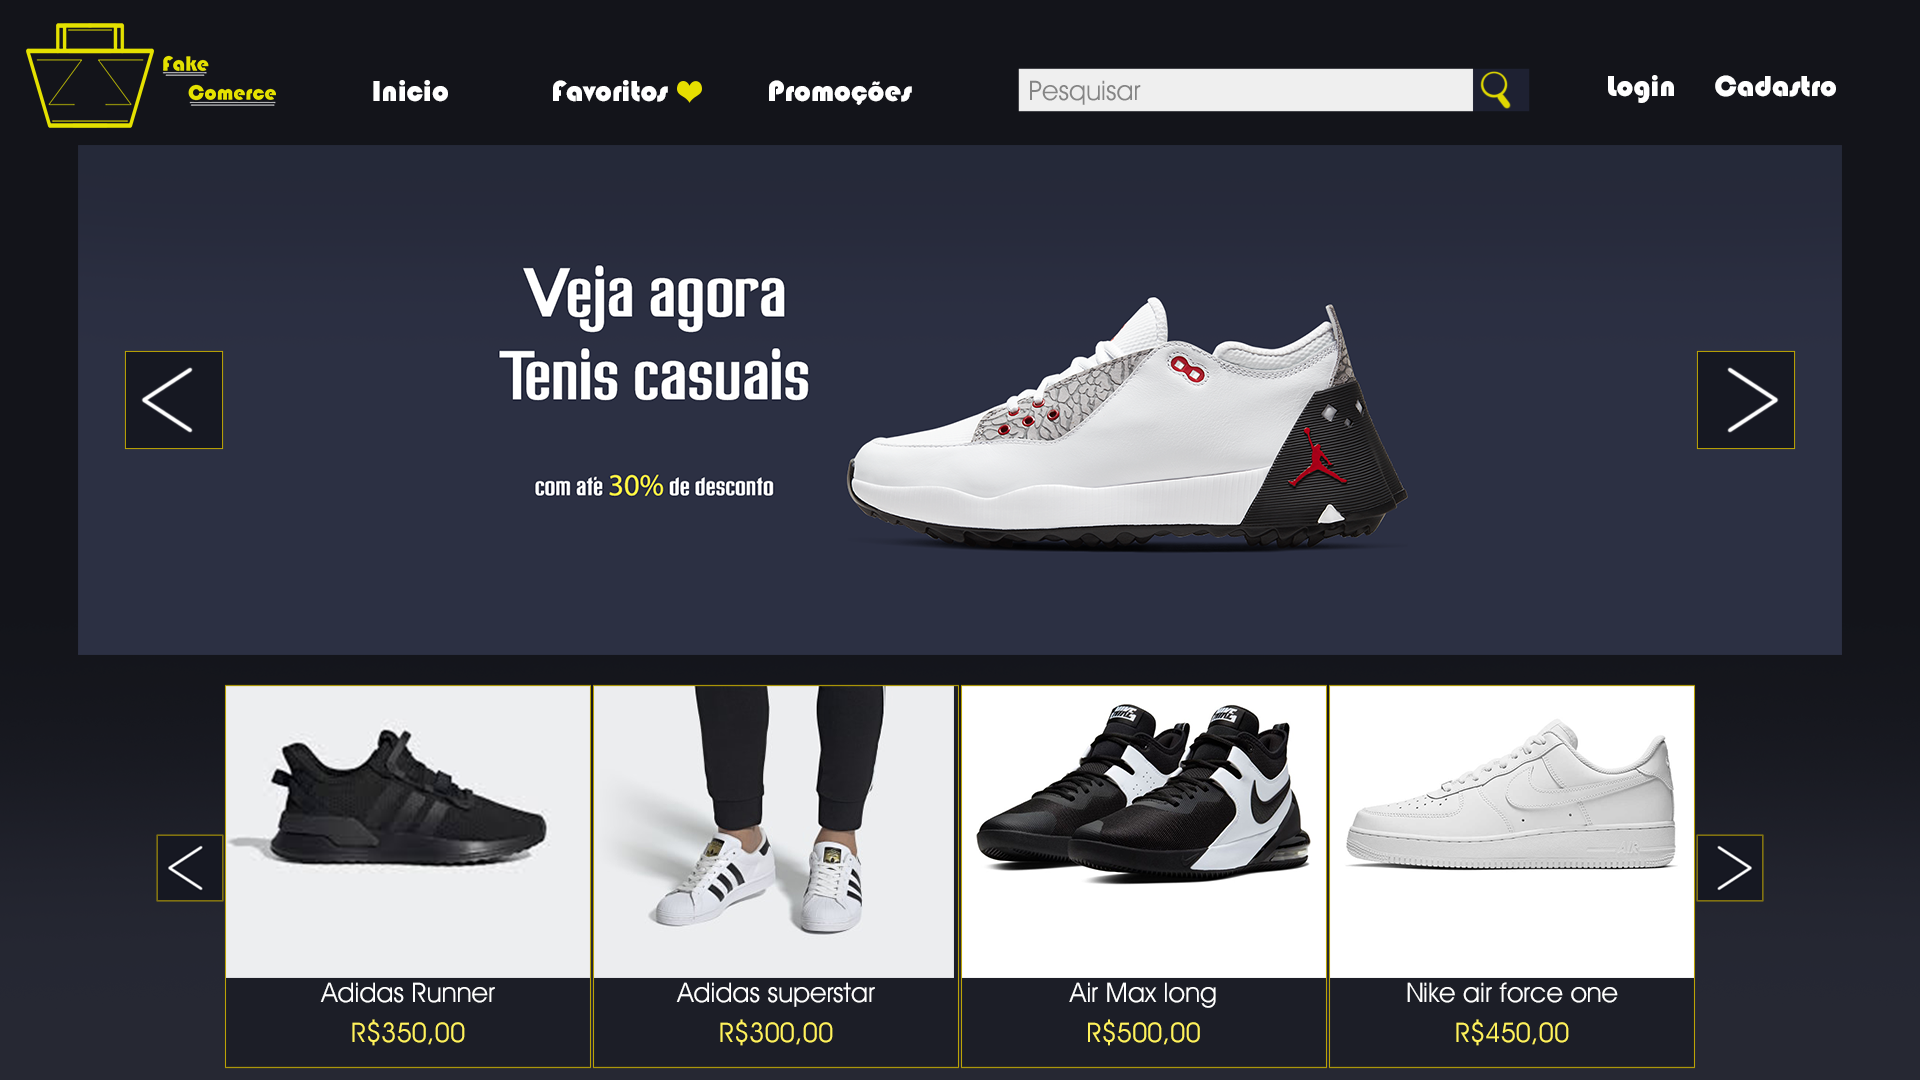 Fake
Comerce
Inicio
Favoritos
Promoções
Pesquisar
Login
Cadastro
Veja agora
Tenis casuais
com até 30% de desconto
Adidas Runner
R$350,00
Adidas superstar
R$300,00
Air Max long
R$500,00
Nike air force one
R$450,00